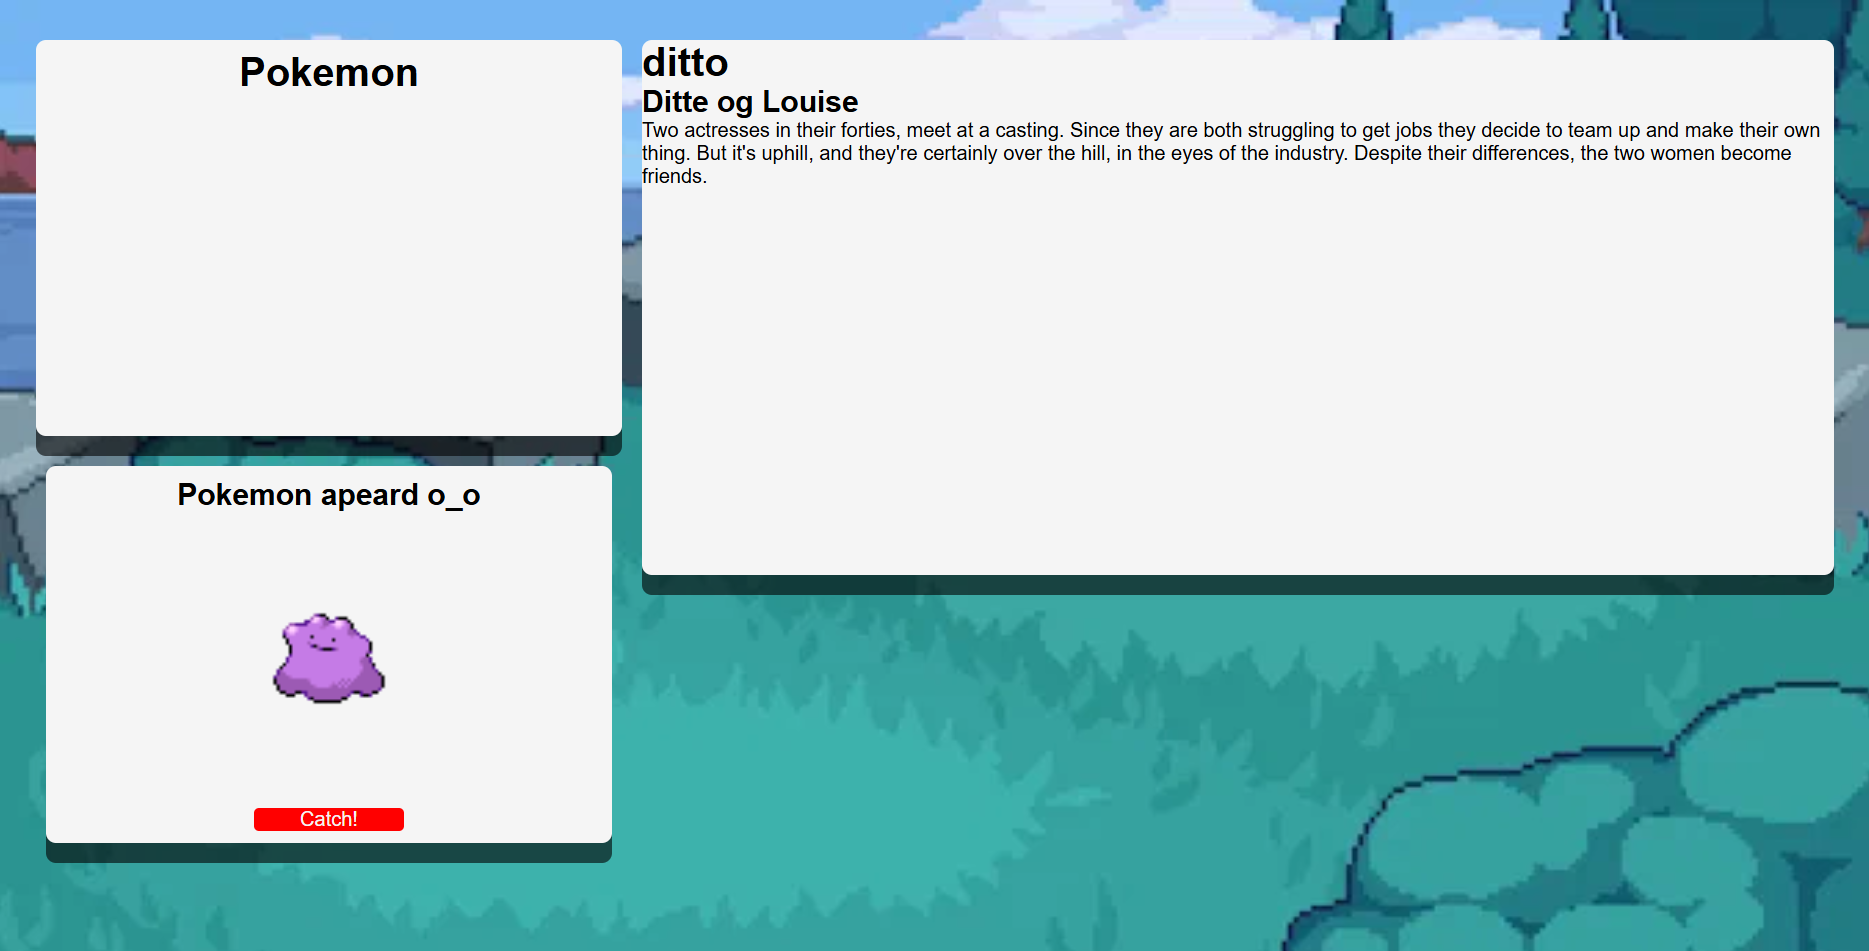 Pokemon
Pokemon apeard o_o
Catch!
ditto
Ditte og Louise
Two actresses in their forties, meet at a casting. Since they are both struggling to get jobs they decide to team up and make their own
thing. But it's uphill, and they're certainly over the hill, in the eyes of the industry. Despite their differences, the two women become
friends.